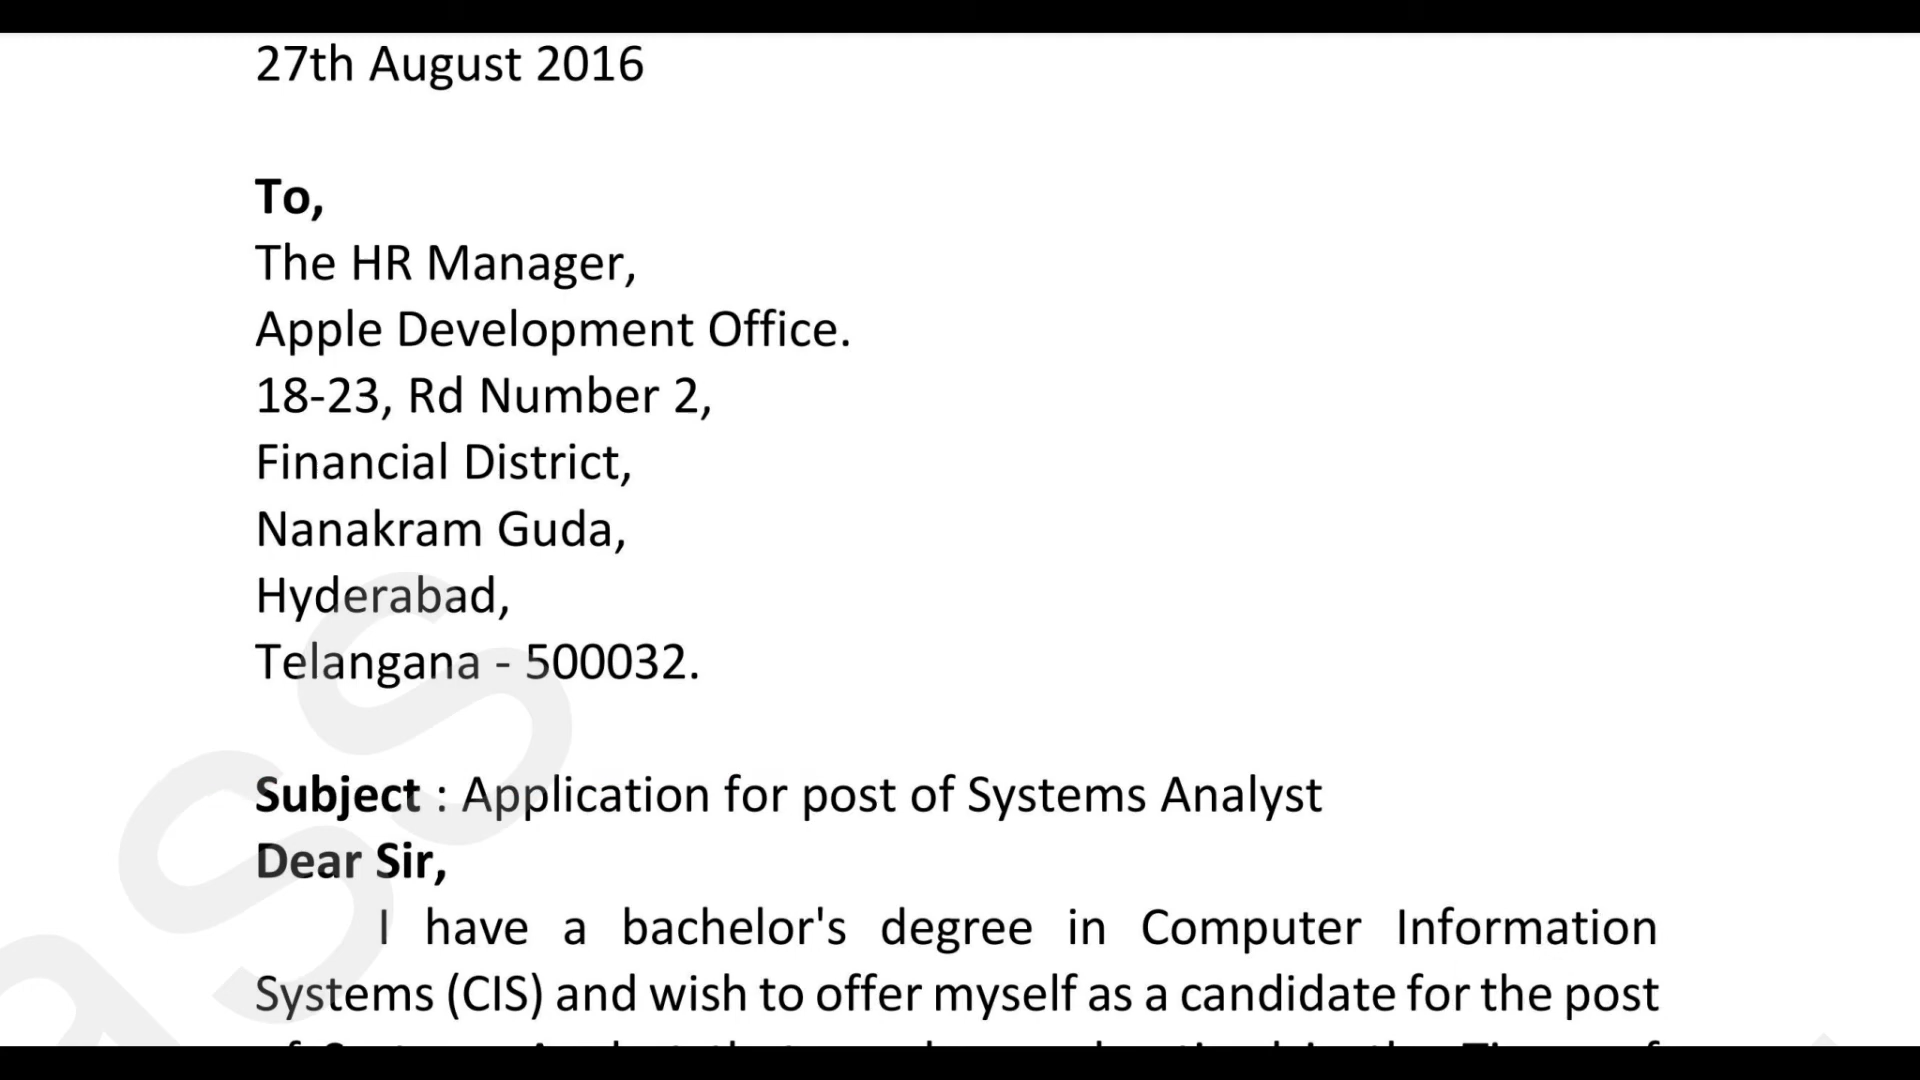 27th August 2016
To,
The HR Manager,
Apple Development Office.
18-23, Rd Number 2,
Financial District,
Nanakram Guda,
Hyderabad,
Telangana - 500032.
Subject : Application for post of Systems Analyst
Dear Sir,
I have a bachelor's degree in Computer Information
Systems (CIS) and wish to offer myself as a candidate for the post